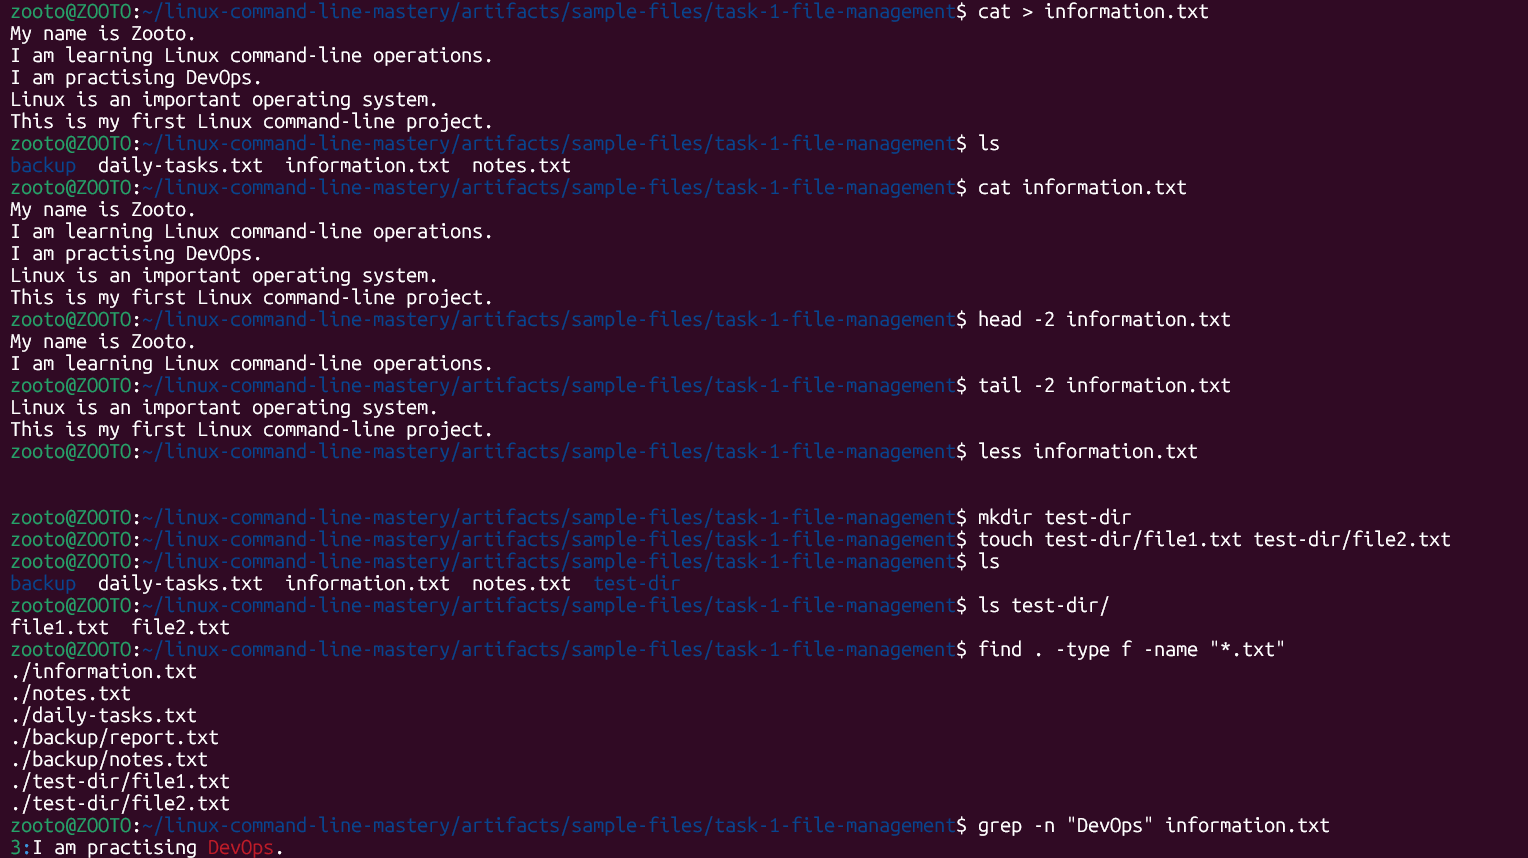 zooto@ZOOTO:~/linux-command-line-mastery/artifacts/sample-files/task-1-file-management$ cat > information.txt
My name is Zooto.
I am learning Linux command-line operations.
I am practising DevOps.
Linux is an important operating system.
This is my first Linux command-line project.
zooto@ZOOTO:~/linux-command-line-mastery/artifacts/sample-files/task-1-file-management$ ls
backup  daily-tasks.txt  information.txt  notes.txt
zooto@ZOOTO:~/linux-command-line-mastery/artifacts/sample-files/task-1-file-management$ cat information.txt
My name is Zooto.
I am learning Linux command-line operations.
I am practising DevOps.
Linux is an important operating system.
This is my first Linux command-line project.
zooto@ZOOTO:~/linux-command-line-mastery/artifacts/sample-files/task-1-file-management$ head -2 information.txt
My name is Zooto.
I am learning Linux command-line operations.
zooto@ZOOTO:~/linux-command-line-mastery/artifacts/sample-files/task-1-file-management$ tail -2 information.txt
Linux is an important operating system.
This is my first Linux command-line project.
zooto@ZOOTO:~/linux-command-line-mastery/artifacts/sample-files/task-1-file-management$ less information.txt
zooto@ZOOTO:~/linux-command-line-mastery/artifacts/sample-files/task-1-file-management$ mkdir test-dir
zooto@ZOOTO:~/linux-command-line-mastery/artifacts/sample-files/task-1-file-management$ touch test-dir/file1.txt test-dir/file2.txt
zooto@ZOOTO:~/linux-command-line-mastery/artifacts/sample-files/task-1-file-management$ ls
backup  daily-tasks.txt  information.txt  notes.txt  test-dir
zooto@ZOOTO:~/linux-command-line-mastery/artifacts/sample-files/task-1-file-management$ ls test-dir/
file1.txt  file2.txt
zooto@ZOOTO:~/linux-command-line-mastery/artifacts/sample-files/task-1-file-management$ find . -type f -name "*.txt"
./information.txt
./notes.txt
./daily-tasks.txt
./backup/report.txt
./backup/notes.txt
./test-dir/file1.txt
./test-dir/file2.txt
zooto@ZOOTO:~/linux-command-line-mastery/artifacts/sample-files/task-1-file-management$ grep -n "DevOps" information.txt
3:I am practising DevOps.